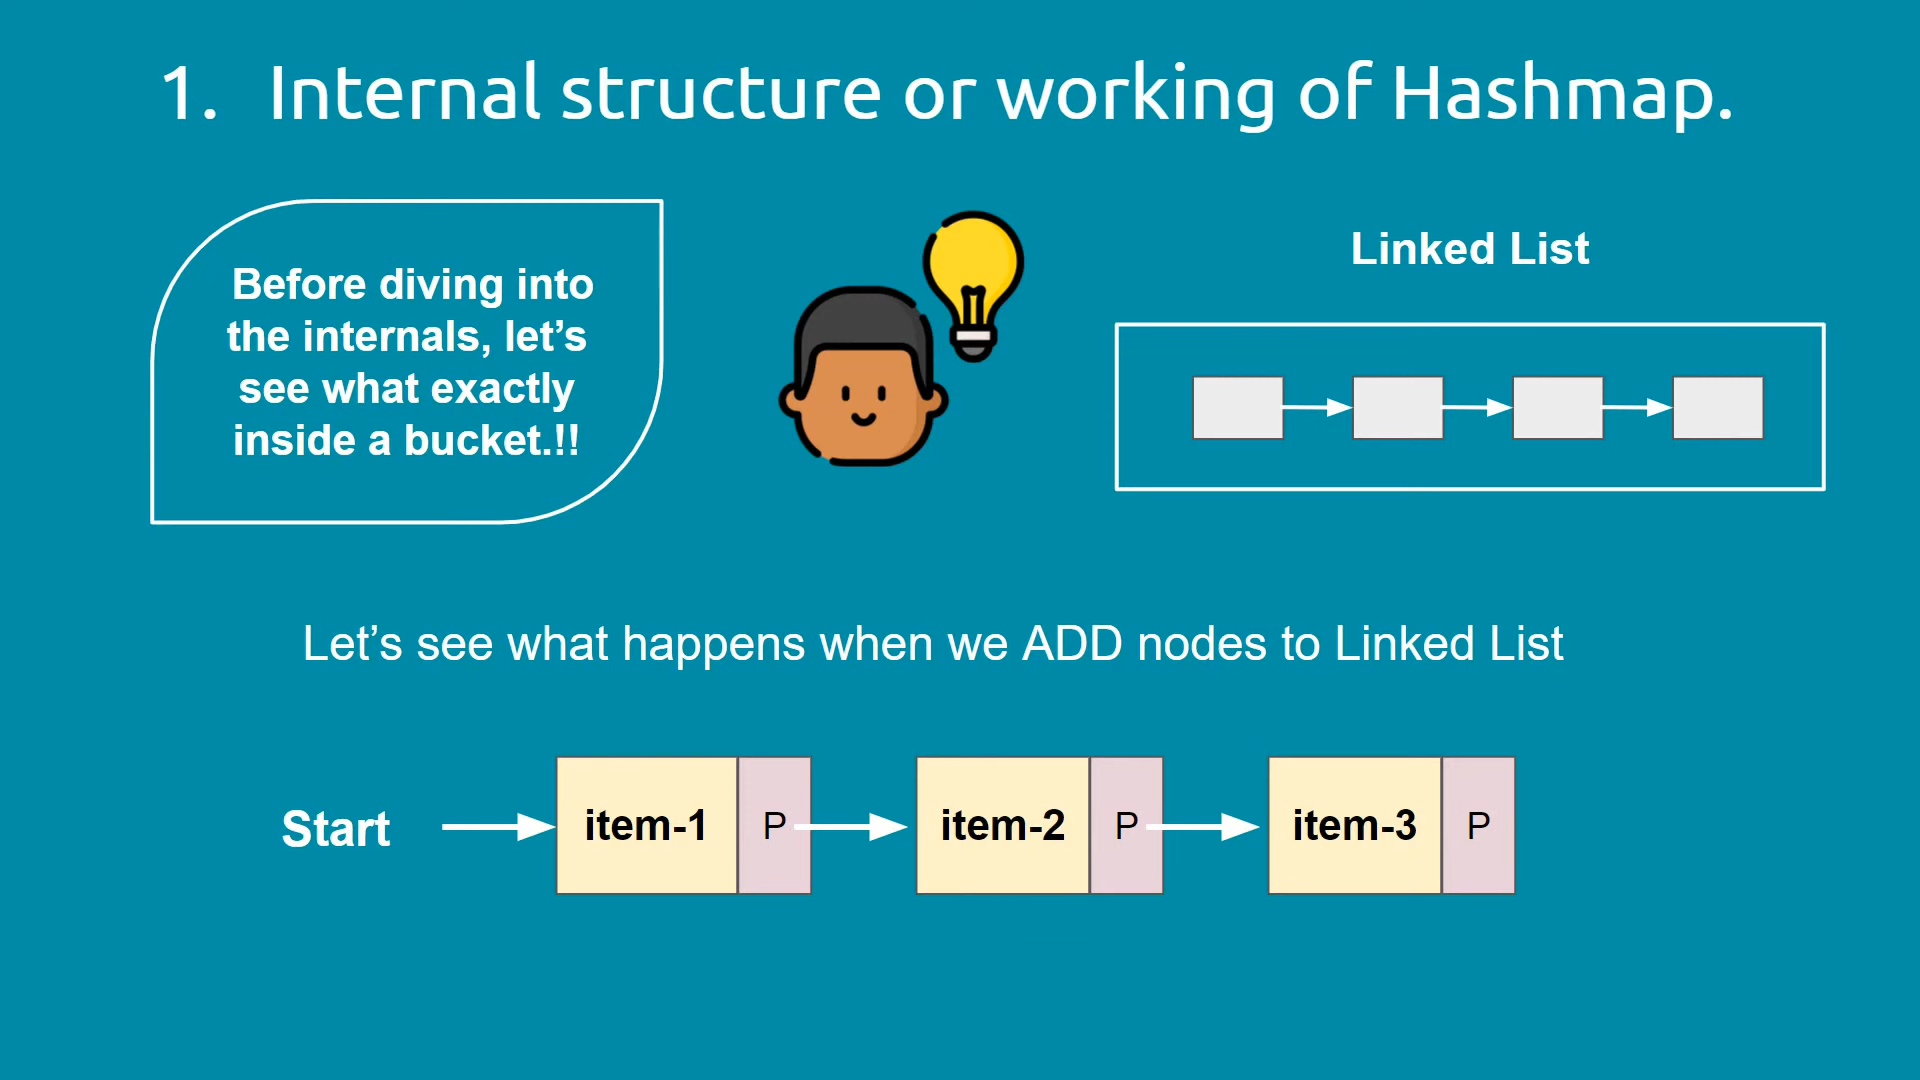 1. Internal structure or working of Hashmap.
Before diving into
the internals, let’s
see what exactly
inside a bucket.!!
Linked List
Let’s see what happens when we ADD nodes to Linked List
Start item-1 P item-2 P item-3 P